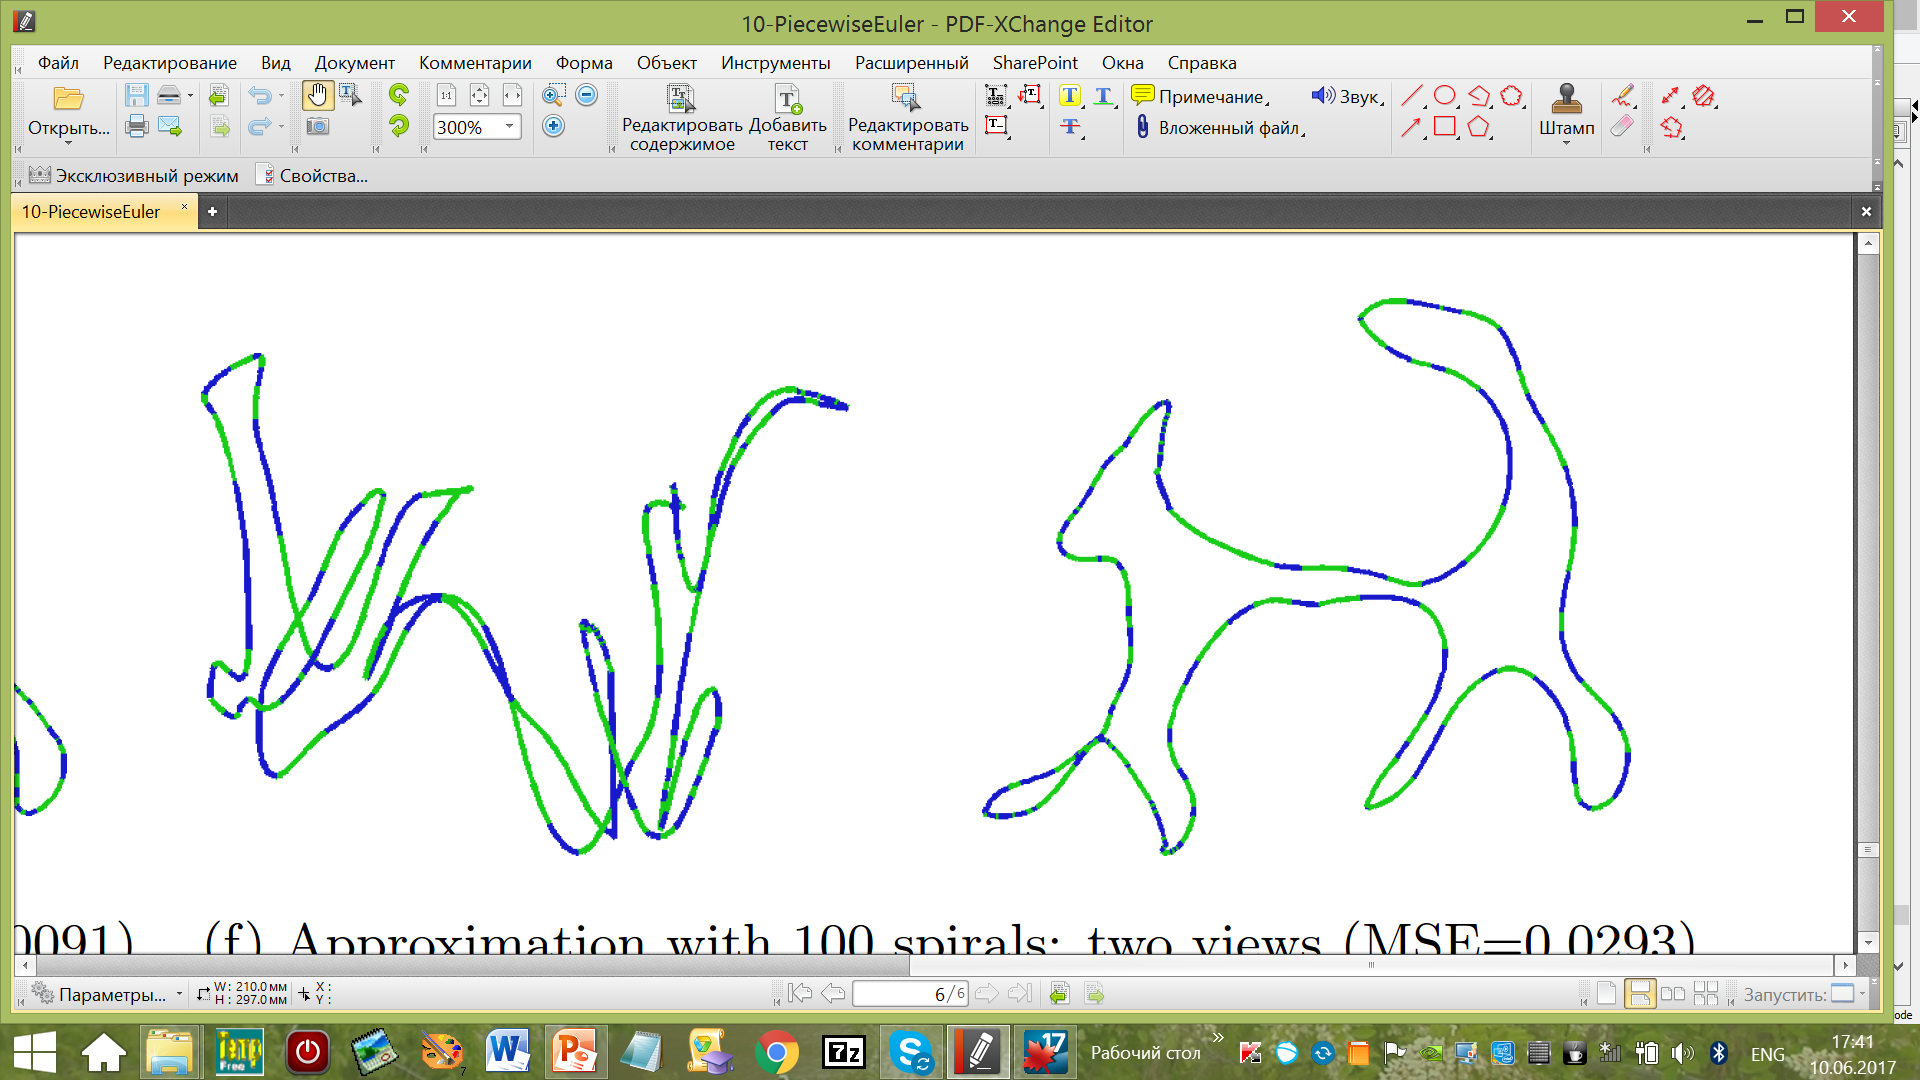 10-PiecewiseEuler - PDF-XChange Editor
Файл Редактирование Вид Документ Комментарии Форма Объект Инструменты Расширенный SharePoint Окна Справка
Открыть...
300%
Редактировать содержимое
Добавить текст
Редактировать комментарии
Примечание
Вложенный файл
Звук
Штамп
Эксклюзивный режим Свойства...
10-PiecewiseEuler
0091) (f) Approximation with 100 spirals: two views (MSE=0.0293)
Параметры... W: 210.0 мм H: 297.0 мм X: Y: 6/6 Запустить:
ode
Рабочий стол » ENG 17:41
10.06.2017